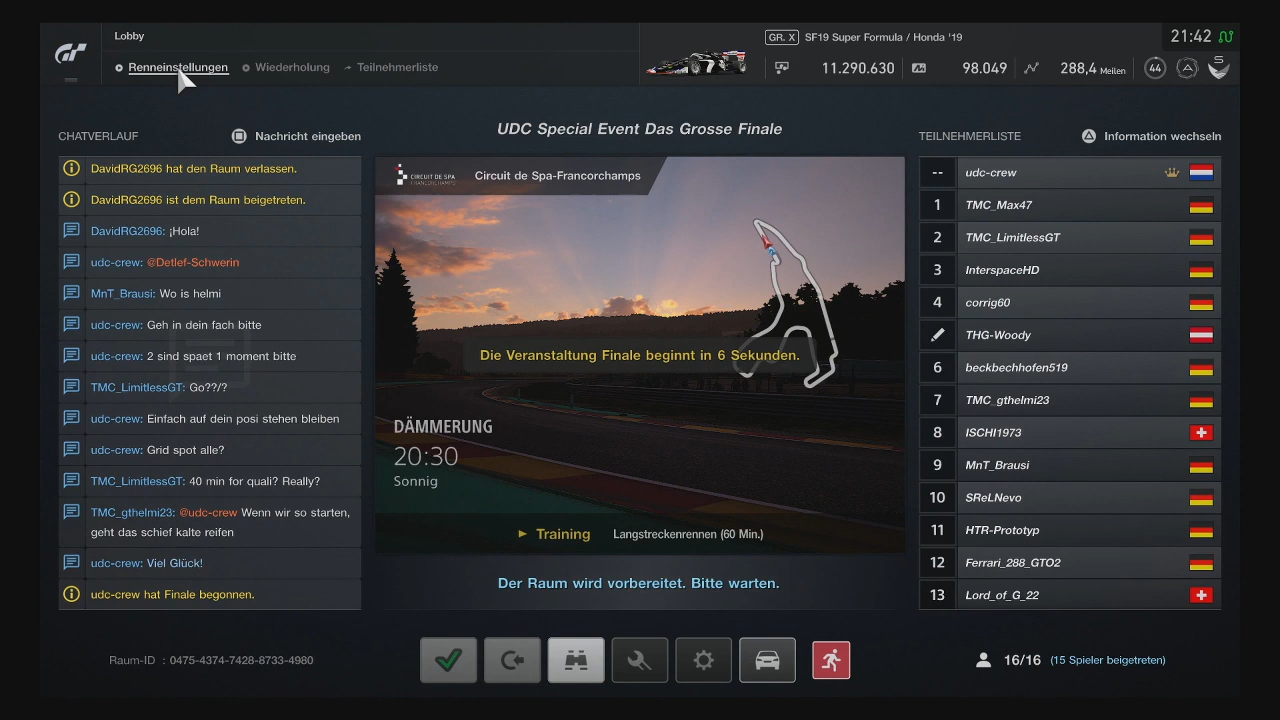 Lobby
Renneinstellungen
Wiederholung
Teilnehmerliste
GR. X
SF19 Super Formula / Honda '19
11.290.630
98.049
288,4 Meilen
44
S
21:42
CHATVERLAUF
Nachricht eingeben
DavidRG2696 hat den Raum verlassen.
DavidRG2696 ist dem Raum beigetreten.
DavidRG2696: ¡Hola!
udc-crew: @Detlef-Schwerin
MnT_Brausi: Wo is helmi
udc-crew: Geh in dein fach bitte
udc-crew: 2 sind spaet 1 moment bitte
TMC_LimitlessGT: Go??/?
udc-crew: Einfach auf dein posi stehen bleiben
udc-crew: Grid spot alle?
TMC_LimitlessGT: 40 min for quali? Really?
TMC_gthelmi23: @udc-crew Wenn wir so starten,
geht das schief kalte reifen
udc-crew: Viel Glück!
udc-crew hat Finale begonnen.
UDC Special Event Das Grosse Finale
CIRCUIT DE SPA
FRANCORCHAMPS
Circuit de Spa-Francorchamps
Die Veranstaltung Finale beginnt in 6 Sekunden.
DÄMMERUNG
20:30
Sonnig
Training
Langstreckenrennen (60 Min.)
Der Raum wird vorbereitet. Bitte warten.
TEILNEHMERLISTE
Information wechseln
-- udc-crew
1 TMC_Max47
2 TMC_LimitlessGT
3 InterspaceHD
4 corrig60
THG-Woody
6 beckbechhofen519
7 TMC_gthelmi23
8 ISCHI1973
9 MnT_Brausi
10 SReLNevo
11 HTR-Prototyp
12 Ferrari_288_GTO2
13 Lord_of_G_22
Raum-ID : 0475-4374-7428-8733-4980
16/16 (15 Spieler beigetreten)